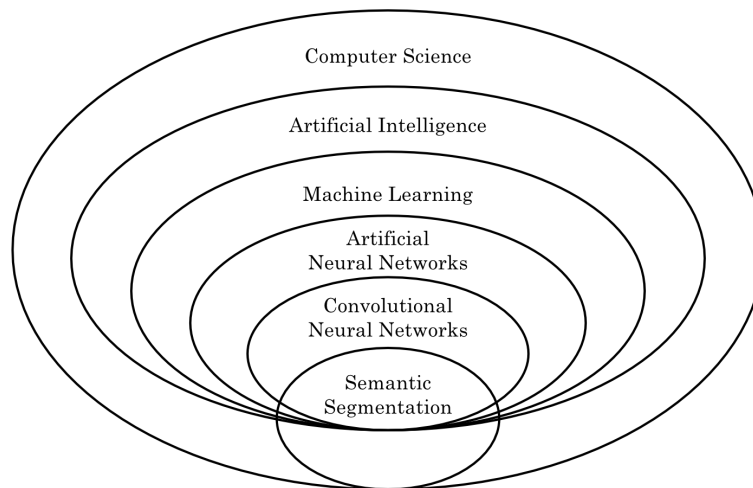 Computer Science
Artificial Intelligence
Machine Learning
Artificial
Neural Networks
Convolutional
Neural Networks
Semantic
Segmentation